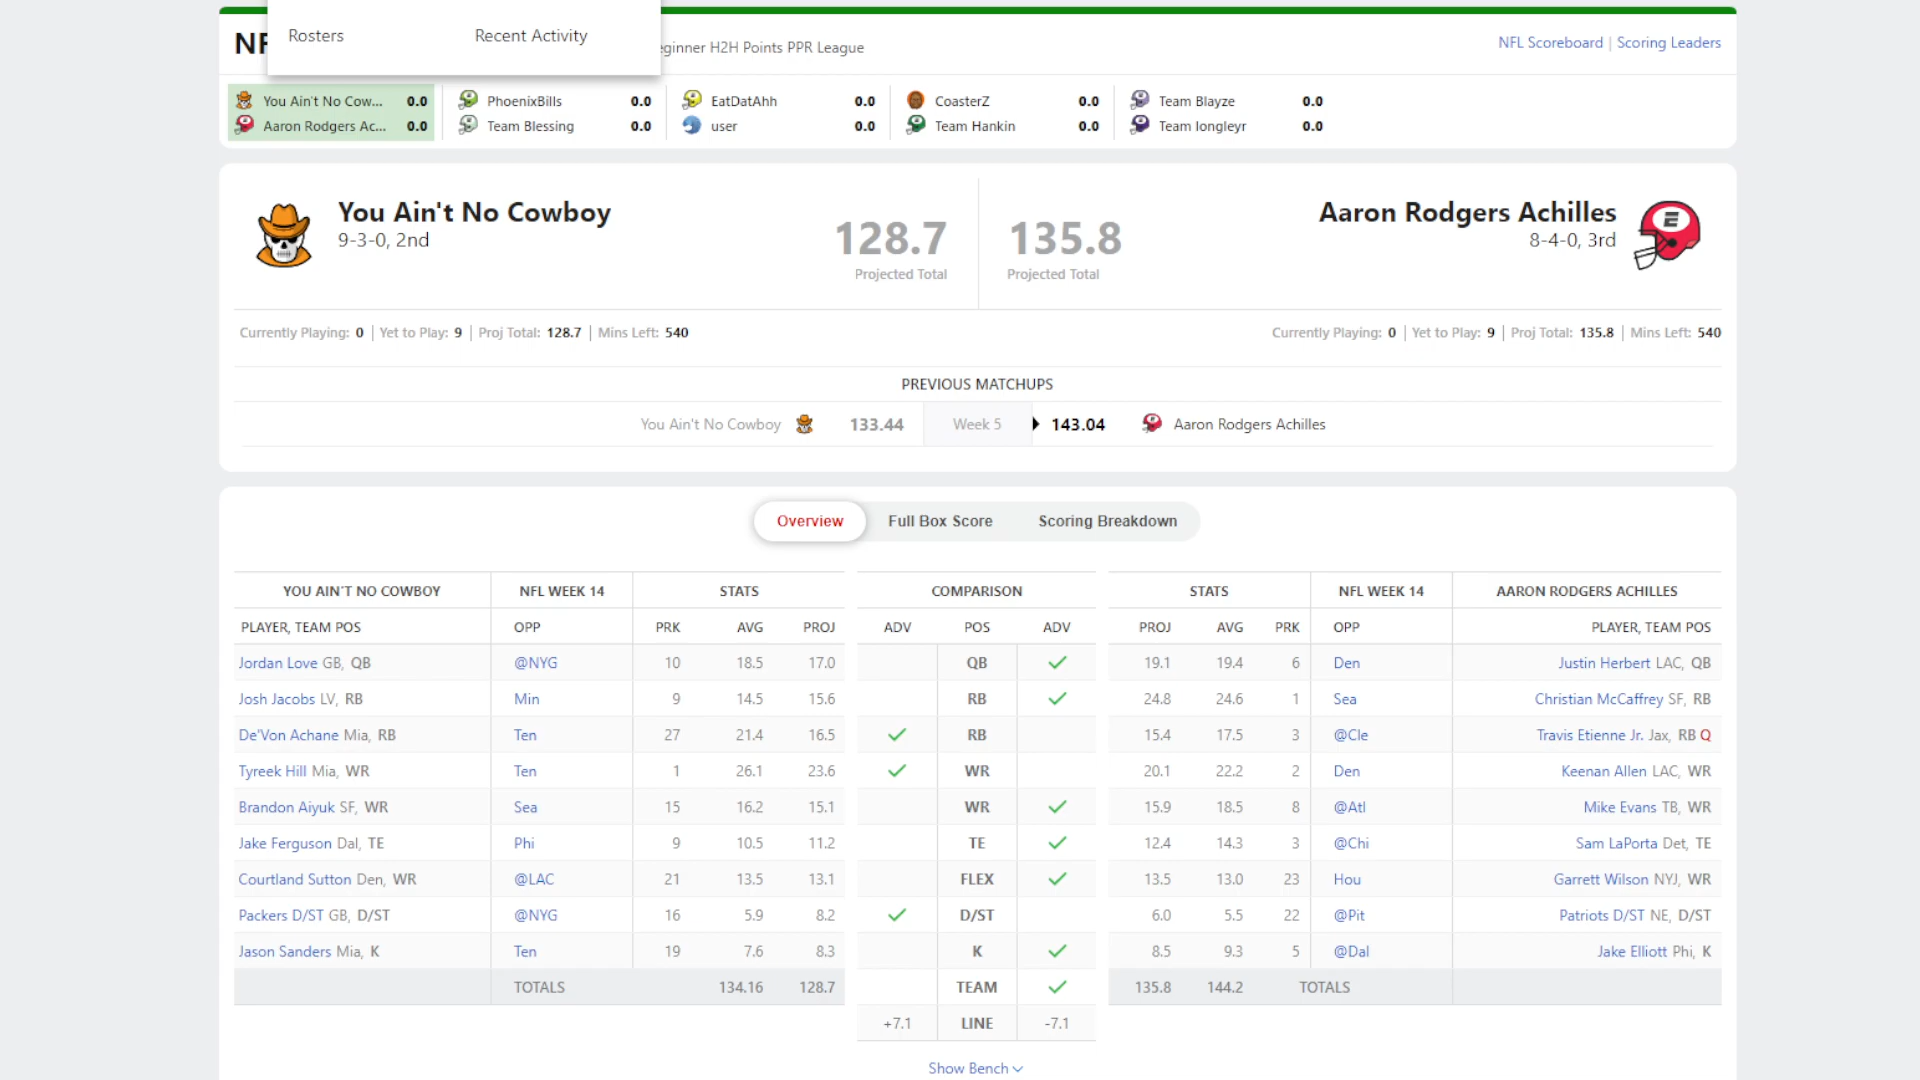 Rosters Recent Activity
NF
eginner H2H Points PPR League
NFL Scoreboard | Scoring Leaders
You Ain't No Cow... 0.0
Aaron Rodgers Ac... 0.0
PhoenixBills 0.0
Team Blessing 0.0
EatDatAhh 0.0
user 0.0
CoasterZ 0.0
Team Hankin 0.0
Team Blayze 0.0
Team longleyr 0.0
You Ain't No Cowboy
9-3-0, 2nd
128.7
Projected Total
135.8
Projected Total
Aaron Rodgers Achilles
8-4-0, 3rd
E
Currently Playing: 0 | Yet to Play: 9 | Proj Total: 128.7 | Mins Left: 540
Currently Playing: 0 | Yet to Play: 9 | Proj Total: 135.8 | Mins Left: 540
PREVIOUS MATCHUPS
You Ain't No Cowboy 133.44 Week 5 143.04 Aaron Rodgers Achilles
Overview Full Box Score Scoring Breakdown
YOU AIN'T NO COWBOY NFL WEEK 14 STATS COMPARISON STATS NFL WEEK 14 AARON RODGERS ACHILLES
PLAYER, TEAM POS OPP PRK AVG PROJ ADV POS ADV PROJ AVG PRK OPP PLAYER, TEAM POS
Jordan Love GB, QB @NYG 10 18.5 17.0 QB 19.1 19.4 6 Den Justin Herbert LAC, QB
Josh Jacobs LV, RB Min 9 14.5 15.6 RB 24.8 24.6 1 Sea Christian McCaffrey SF, RB
De'Von Achane Mia, RB Ten 27 21.4 16.5 RB 15.4 17.5 3 @Cle Travis Etienne Jr. Jax, RB Q
Tyreek Hill Mia, WR Ten 1 26.1 23.6 WR 20.1 22.2 2 Den Keenan Allen LAC, WR
Brandon Aiyuk SF, WR Sea 15 16.2 15.1 WR 15.9 18.5 8 @Atl Mike Evans TB, WR
Jake Ferguson Dal, TE Phi 9 10.5 11.2 TE 12.4 14.3 3 @Chi Sam LaPorta Det, TE
Courtland Sutton Den, WR @LAC 21 13.5 13.1 FLEX 13.5 13.0 23 Hou Garrett Wilson NYJ, WR
Packers D/ST GB, D/ST @NYG 16 5.9 8.2 D/ST 6.0 5.5 22 @Pit Patriots D/ST NE, D/ST
Jason Sanders Mia, K Ten 19 7.6 8.3 K 8.5 9.3 5 @Dal Jake Elliott Phi, K
TOTALS 134.16 128.7 TEAM 135.8 144.2 TOTALS
+7.1 LINE -7.1
Show Bench